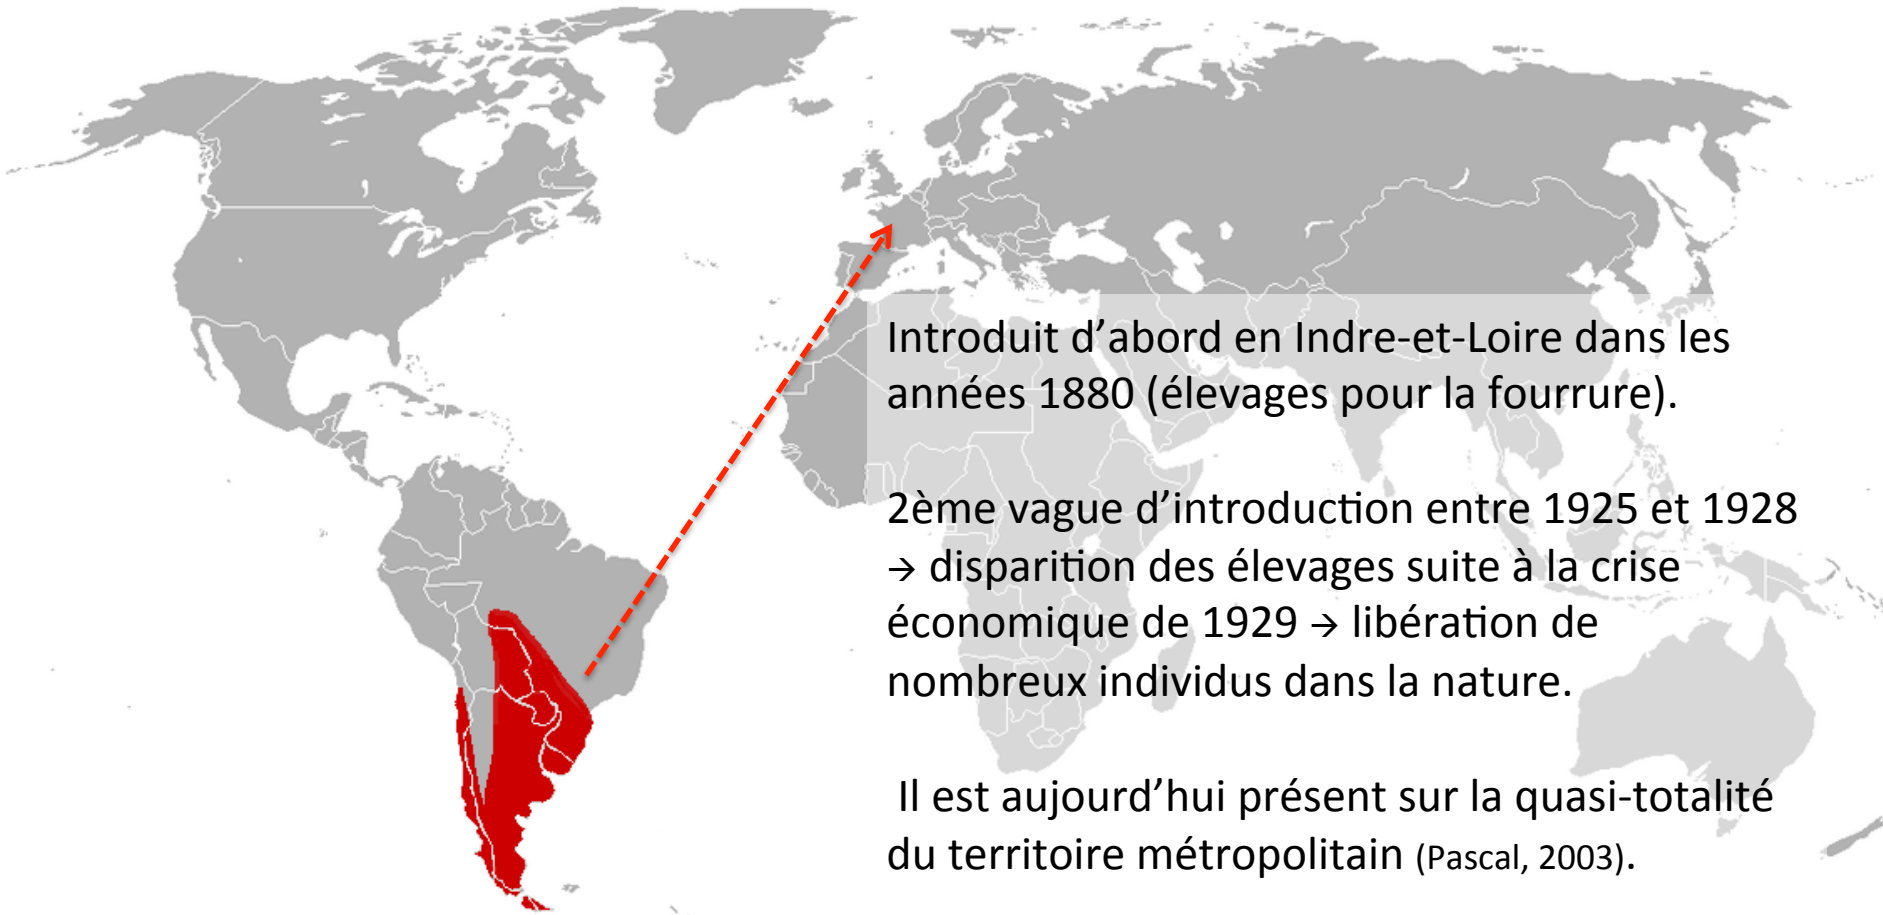 Introduit d’abord en Indre-et-Loire dans les
années 1880 (élevages pour la fourrure).
2ème vague d’introduction entre 1925 et 1928
→ disparition des élevages suite à la crise
économique de 1929 → libération de
nombreux individus dans la nature.
Il est aujourd’hui présent sur la quasi-totalité
du territoire métropolitain (Pascal, 2003).